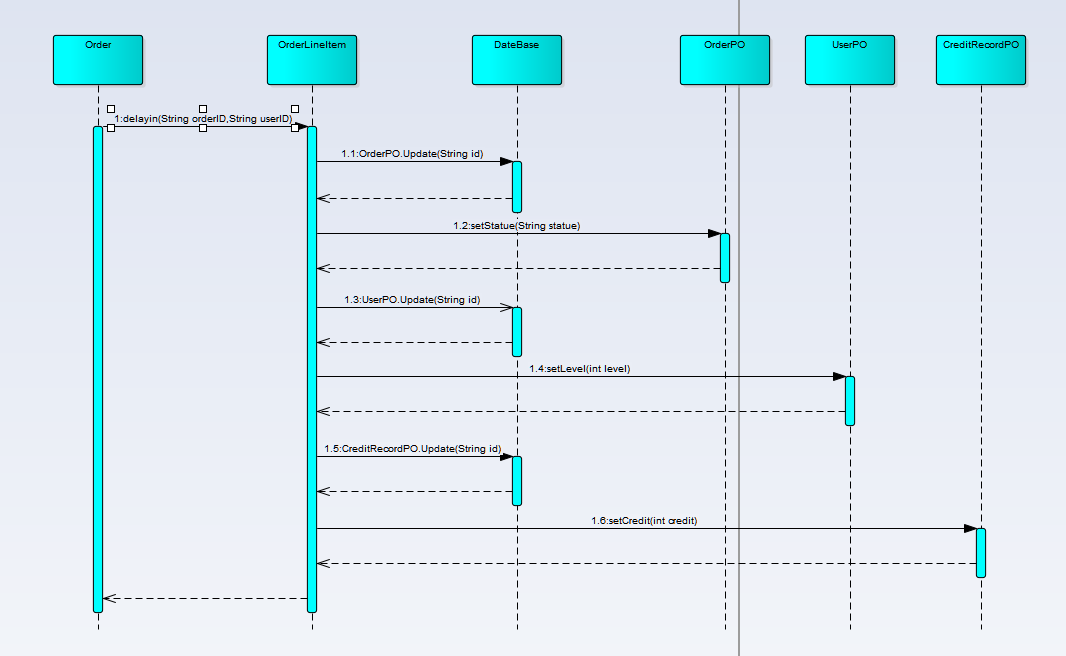 Order
OrderLineItem
DateBase
OrderPO
UserPO
CreditRecordPO
1:delayin(String orderID,String userID)
1.1:OrderPO.Update(String id)
1.2:setStatue(String statue)
1.3:UserPO.Update(String id)
1.4:setLevel(int level)
1.5:CreditRecordPO.Update(String id)
1.6:setCredit(int credit)